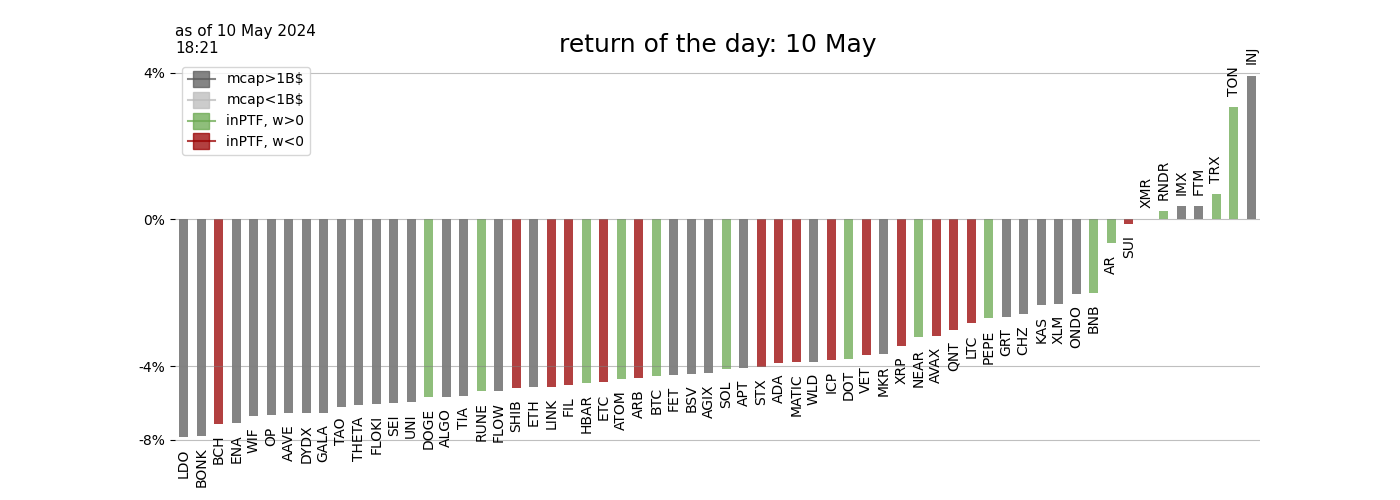 as of 10 May 2024
18:21
return of the day: 10 May
4%
0%
-4%
-8%
mcap>1B$
mcap<1B$
inPTF, w>0
inPTF, w<0
LDO
BONK
BCH
ENA
WIF
OP
AAVE
DYDX
GALA
TAO
THETA
FLOKI
SEI
UNI
DOGE
ALGO
TIA
RUNE
FLOW
SHIB
ETH
LINK
FIL
HBAR
ETC
ATOM
ARB
BTC
FET
BSV
AGIX
SOL
APT
STX
ADA
MATIC
WLD
ICP
DOT
VET
MKR
XRP
NEAR
AVAX
QNT
LTC
PEPE
GRT
CHZ
KAS
XLM
ONDO
BNB
AR
SUI
XMR
RNDR
IMX
FTM
TRX
TON
INJ